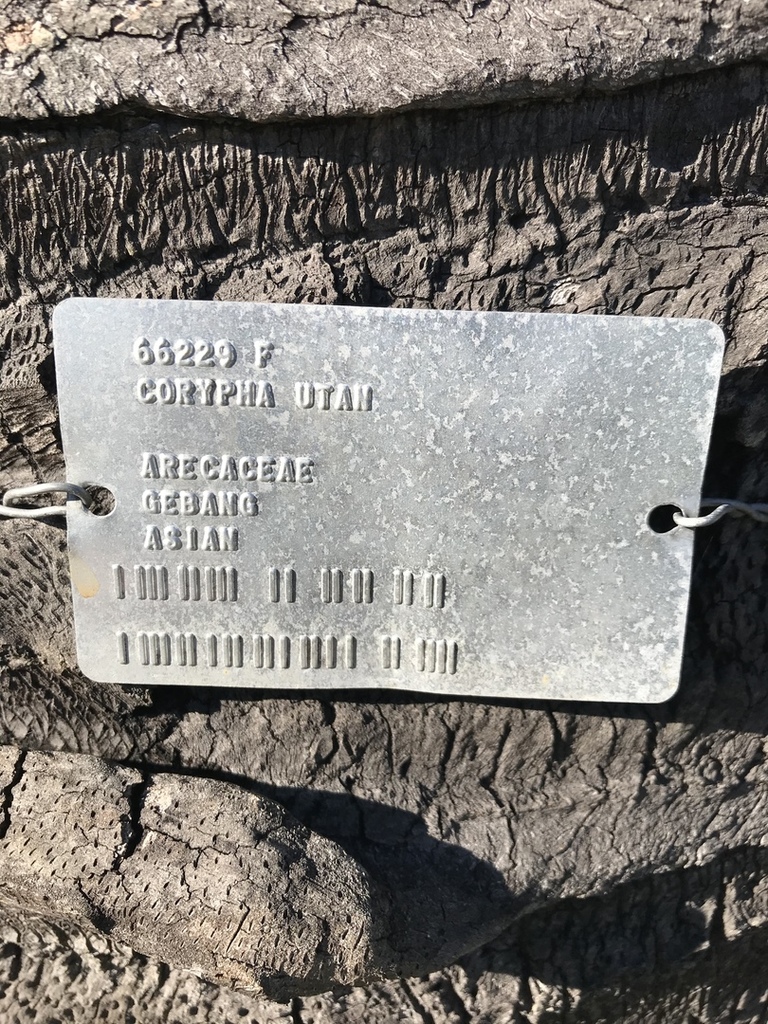 66229 F
CORYPHA UTAN
ARECACEAE
GEBANG
ASIAN